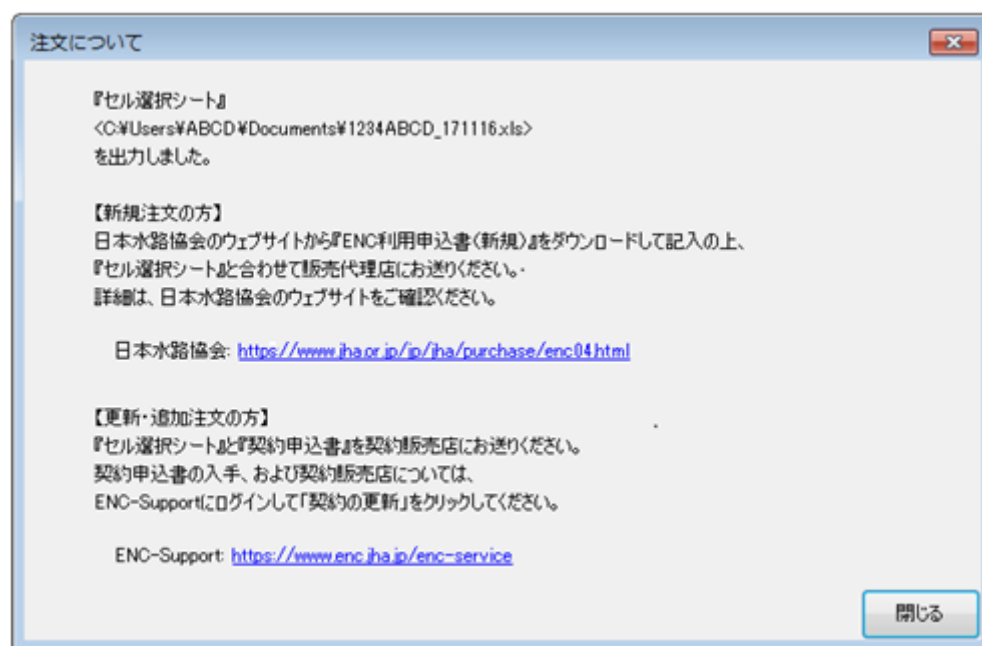 注文について
『セル選択シート』
<C:¥Users¥ABCD¥Documents¥1234ABCD_171116.xls>
を出力しました。
【新規注文の方】
日本水路協会のウェブサイトから『ENC利用申込書(新規)』をダウンロードして記入の上、
『セル選択シート』と合わせて販売代理店にお送りください。
詳細は、日本水路協会のウェブサイトをご確認ください。
日本水路協会: https://www.jha.or.jp/jp/jha/purchase/enc04.html
【更新・追加注文の方】
『セル選択シート』と『契約申込書』を契約販売店にお送りください。
契約申込書の入手、および契約販売店については、
ENC-Supportにログインして「契約の更新」をクリックしてください。
ENC-Support: https://www.enc.jha.jp/enc-service
閉じる